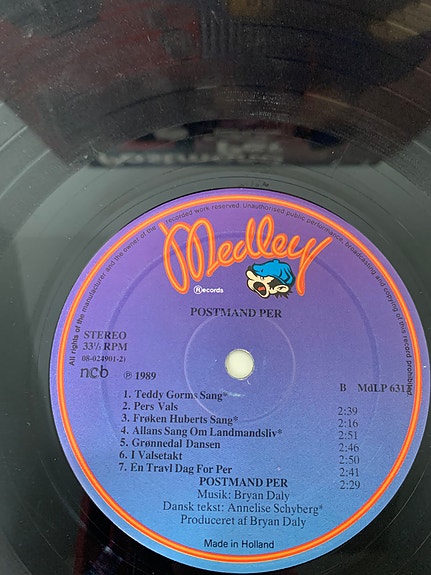 All rights of the manufacturer and the owner of the recorded work reserved. Unauthorised public performance, broadcasting and copying of this record prohibited
Medley
Records
POSTMAND PER
STEREO
33⅓ RPM
08-024901-2)
ncb
℗ 1989
B MdLP 631
1. Teddy Gorms Sang* 2:39
2. Pers Vals 2:16
3. Frøken Huberts Sang* 2:51
4. Allans Sang Om Landmandsliv* 2:46
5. Grønnedal Dansen 2:50
6. I Valsetakt 2:41
7. En Travl Dag For Per 2:29
POSTMAND PER
Musik: Bryan Daly
Dansk tekst: Annelise Schyberg*
Produceret af Bryan Daly
Made in Holland